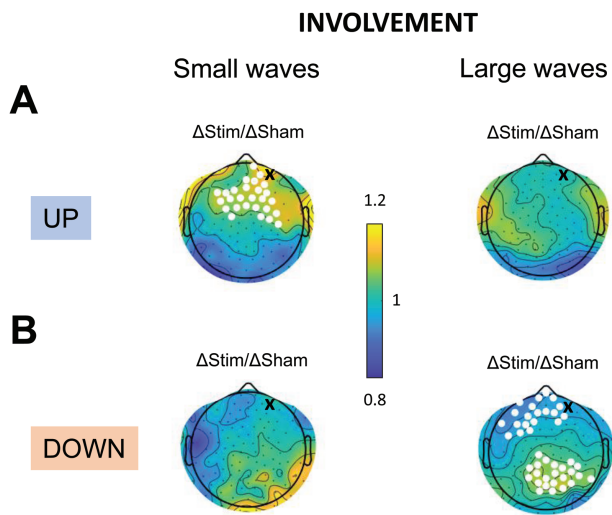 INVOLVEMENT
Small waves Large waves
A
ΔStim/ΔSham ΔStim/ΔSham
x x
UP
1.2
1
0.8
B
ΔStim/ΔSham ΔStim/ΔSham
x x
DOWN